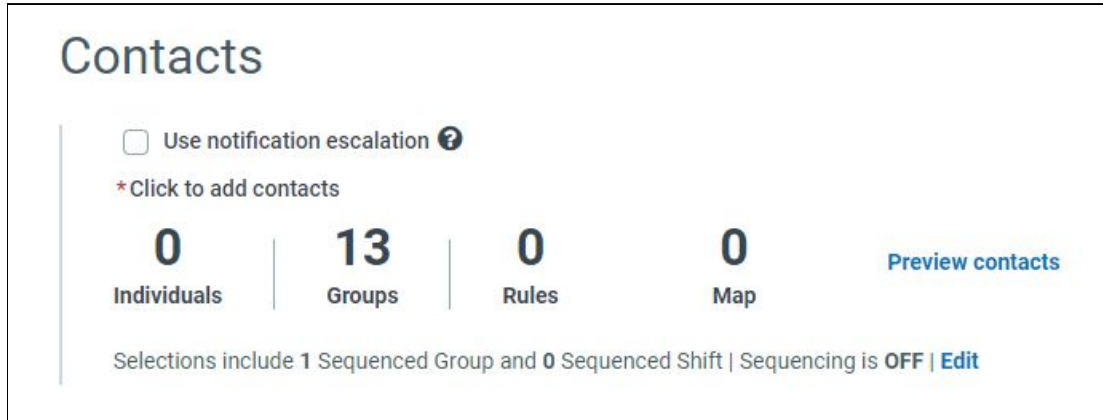 Contacts
Use notification escalation ?
*Click to add contacts
0 13 0 0
Individuals Groups Rules Map
Preview contacts
Selections include 1 Sequenced Group and 0 Sequenced Shift | Sequencing is OFF | Edit